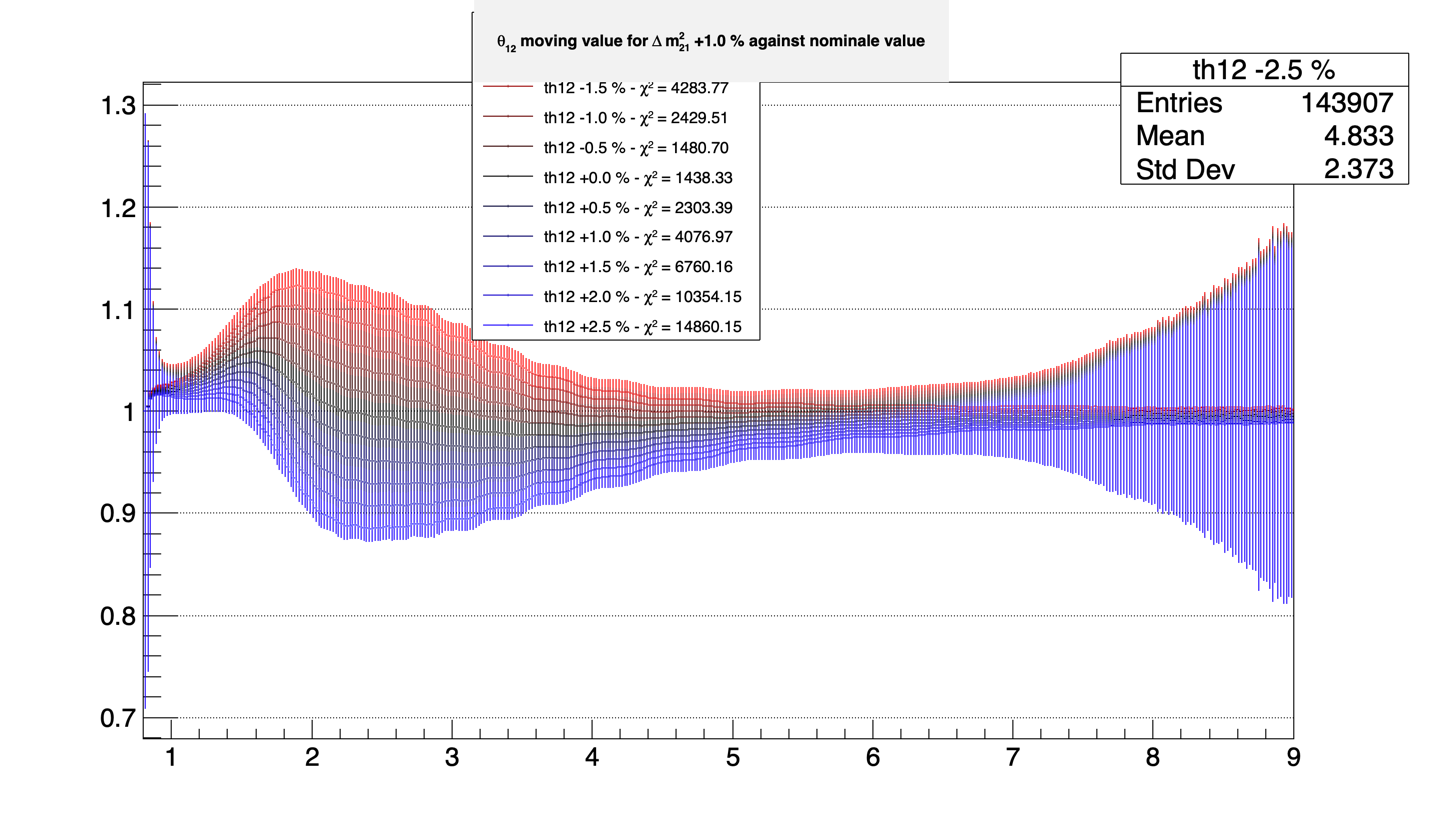 θ12 moving value for Δ m²21 +1.0 % against nominale value
th12 -1.5 % - χ² = 4283.77
th12 -1.0 % - χ² = 2429.51
th12 -0.5 % - χ² = 1480.70
th12 +0.0 % - χ² = 1438.33
th12 +0.5 % - χ² = 2303.39
th12 +1.0 % - χ² = 4076.97
th12 +1.5 % - χ² = 6760.16
th12 +2.0 % - χ² = 10354.15
th12 +2.5 % - χ² = 14860.15
th12 -2.5 %
Entries 143907
Mean 4.833
Std Dev 2.373
1.3
1.2
1.1
1
0.9
0.8
0.7
1 2 3 4 5 6 7 8 9